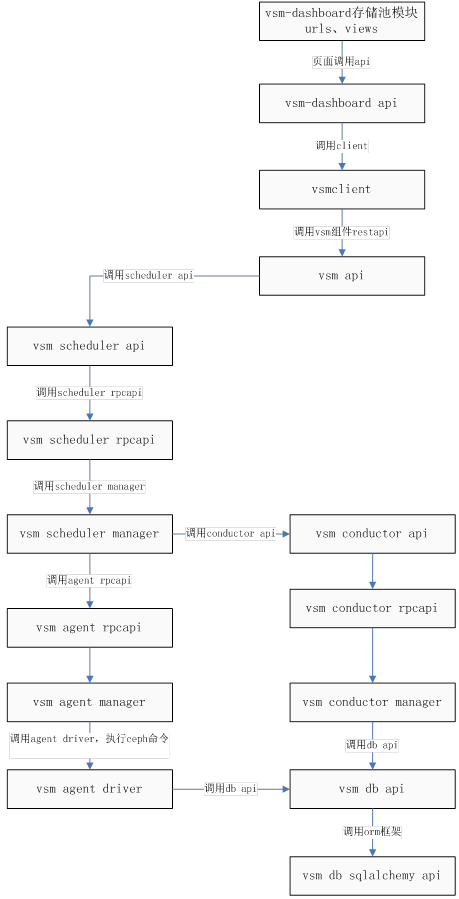 vsm-dashboard存储池模块
urls、views
页面调用api
vsm-dashboard api
调用client
vsmclient
调用vsm组件restapi
vsm api
调用scheduler api
vsm scheduler api
调用scheduler rpcapi
vsm scheduler rpcapi
调用scheduler manager
vsm scheduler manager
调用conductor api
vsm conductor api
调用agent rpcapi
vsm agent rpcapi
vsm conductor rpcapi
vsm agent manager
vsm conductor manager
调用agent driver，执行ceph命令
调用db api
vsm agent driver
调用db api
vsm db api
调用orm框架
vsm db sqlalchemy api